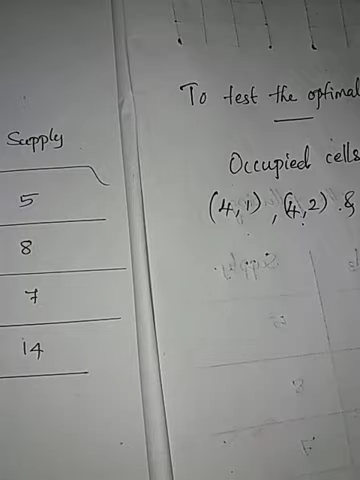 Supply
5
8
7
14
To test the optimal
Occupied cells
(4,1), (4,2) &